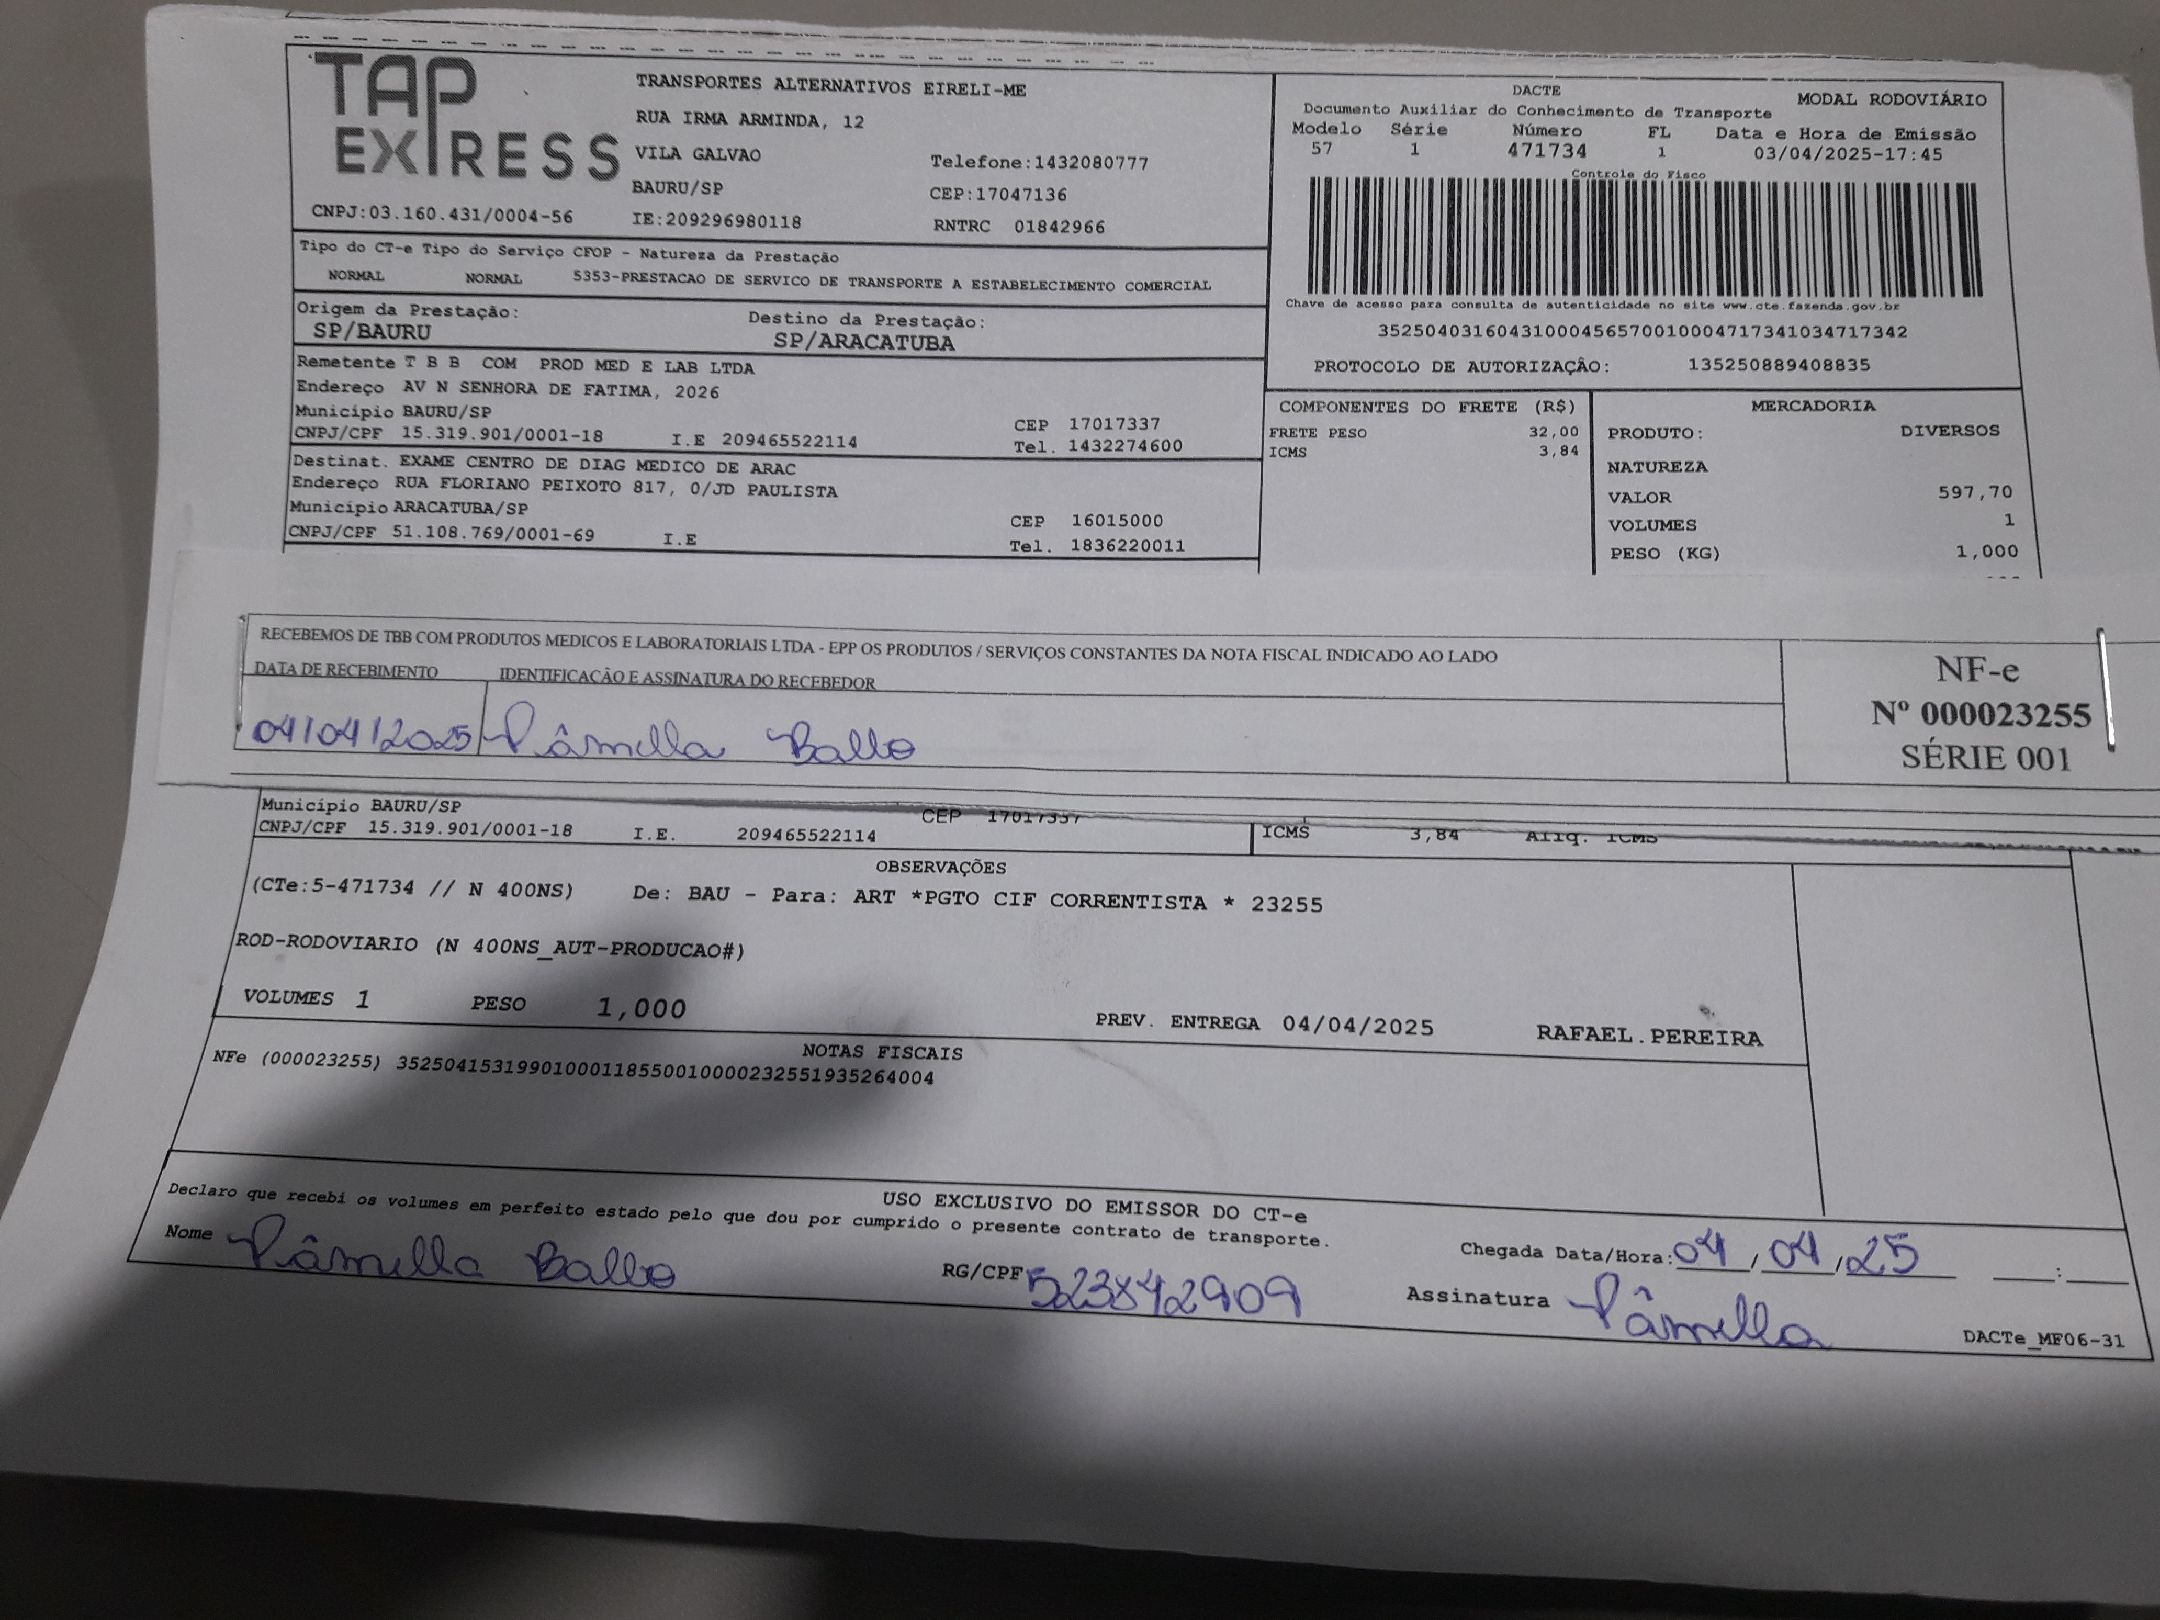 TAP EXPRESS
TRANSPORTES ALTERNATIVOS EIRELI-ME
RUA IRMA ARMINDA, 12
VILA GALVAO Telefone:1432080777
BAURU/SP CEP:17047136
CNPJ:03.160.431/0004-56 IE:209296980118 RNTRC 01842966
DACTE MODAL RODOVIÁRIO
Documento Auxiliar do Conhecimento de Transporte
Modelo Série Número FL Data e Hora de Emissão
57 1 471734 1 03/04/2025-17:45
Controle do Fisco
Chave de acesso para consulta de autenticidade no site www.cte.fazenda.gov.br
35250403160431000456570010004717341034717342
PROTOCOLO DE AUTORIZAÇÃO: 135250889408835
Tipo do CT-e Tipo do Serviço CFOP - Natureza da Prestação
NORMAL NORMAL 5353-PRESTACAO DE SERVICO DE TRANSPORTE A ESTABELECIMENTO COMERCIAL
Origem da Prestação: Destino da Prestação:
SP/BAURU SP/ARACATUBA
Remetente T B B COM PROD MED E LAB LTDA
Endereço AV N SENHORA DE FATIMA, 2026
Município BAURU/SP CEP 17017337
CNPJ/CPF 15.319.901/0001-18 I.E 209465522114 Tel. 1432274600
Destinat. EXAME CENTRO DE DIAG MEDICO DE ARAC
Endereço RUA FLORIANO PEIXOTO 817, 0/JD PAULISTA
Município ARACATUBA/SP CEP 16015000
CNPJ/CPF 51.108.769/0001-69 I.E Tel. 1836220011
COMPONENTES DO FRETE (R$)
FRETE PESO 32,00
ICMS 3,84
MERCADORIA
PRODUTO: DIVERSOS
NATUREZA
VALOR 597,70
VOLUMES 1
PESO (KG) 1,000
RECEBEMOS DE TBB COM PRODUTOS MEDICOS E LABORATORIAIS LTDA - EPP OS PRODUTOS / SERVIÇOS CONSTANTES DA NOTA FISCAL INDICADO AO LADO
DATA DE RECEBIMENTO IDENTIFICAÇÃO E ASSINATURA DO RECEBEDOR
04/04/2025 Pâmella Ballo
NF-e
Nº 000023255
SÉRIE 001
Município BAURU/SP CEP 17017337
CNPJ/CPF 15.319.901/0001-18 I.E. 209465522114 ICMS 3,84 Aliq. ICMS
OBSERVAÇÕES
(CTe:5-471734 // N 400NS) De: BAU - Para: ART *PGTO CIF CORRENTISTA * 23255
ROD-RODOVIARIO (N 400NS_AUT-PRODUCAO#)
VOLUMES 1 PESO 1,000 PREV. ENTREGA 04/04/2025 RAFAEL.PEREIRA
NOTAS FISCAIS
NFe (000023255) 35250415319901000118550010000232551935264004
USO EXCLUSIVO DO EMISSOR DO CT-e
Declaro que recebi os volumes em perfeito estado pelo que dou por cumprido o presente contrato de transporte.
Nome Pâmella Ballo RG/CPF 523842909 Chegada Data/Hora: 04/04/25 __:__
Assinatura Pâmella
DACTe_MF06-31